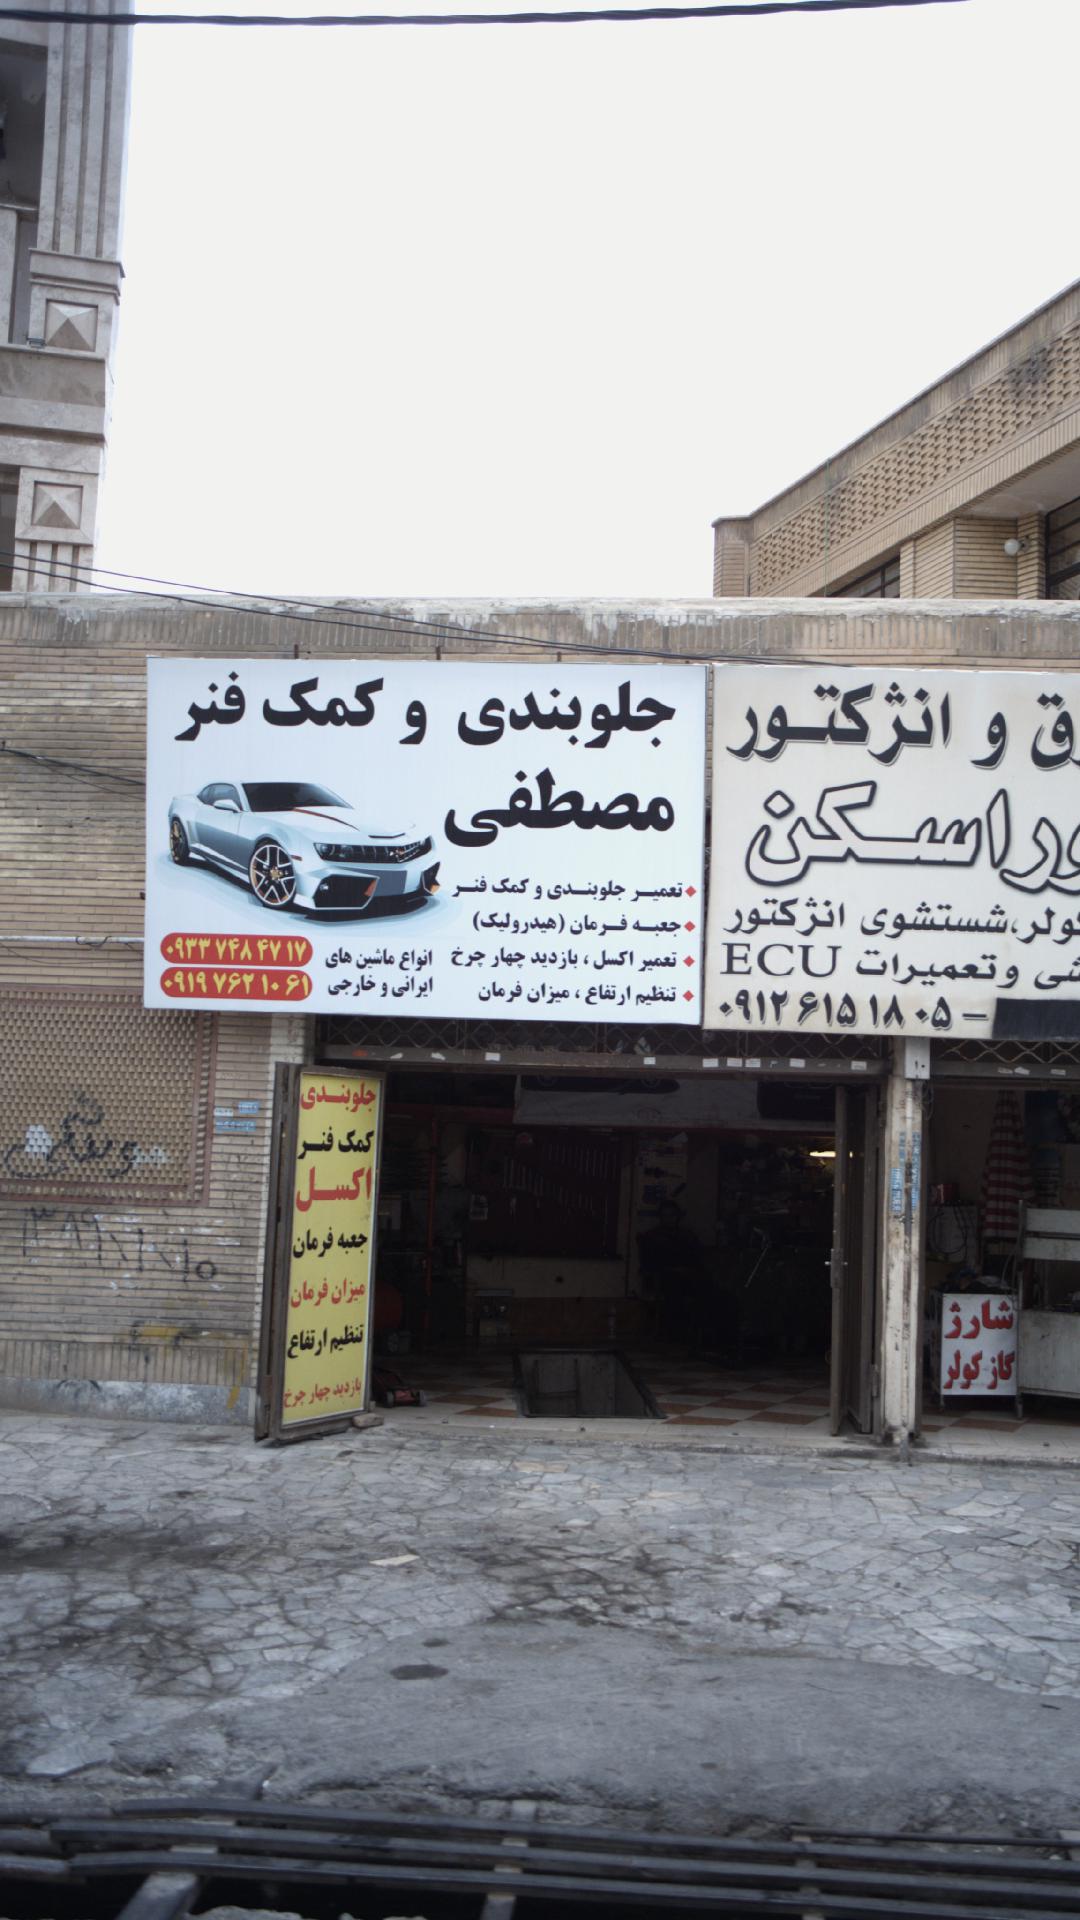 جلوبندی و کمک فنر
مصطفی
تعمیر جلوبندی و کمک فنر
جعبه فرمان (هیدرولیک)
تعمیر اکسل ، بازدید چهار چرخ
تنظیم ارتفاع ، میزان فرمان
انواع ماشین های
ایرانی و خارجی
۰۹۳۳ ۷۴۸ ۴۷ ۱۷
۰۹۱۹ ۷۶۲ ۱۰ ۶۱
ق و انژکتور
وراسکن
کولر،شستشوی انژکتور
شی و تعمیرات ECU
۰۹۱۲ ۶۱۵ ۱۸ ۰۵ –
جلوبندی
کمک فنر
اکسل
جعبه فرمان
میزان فرمان
تنظیم ارتفاع
بازدید چهار چرخ
شارژ
گاز کولر